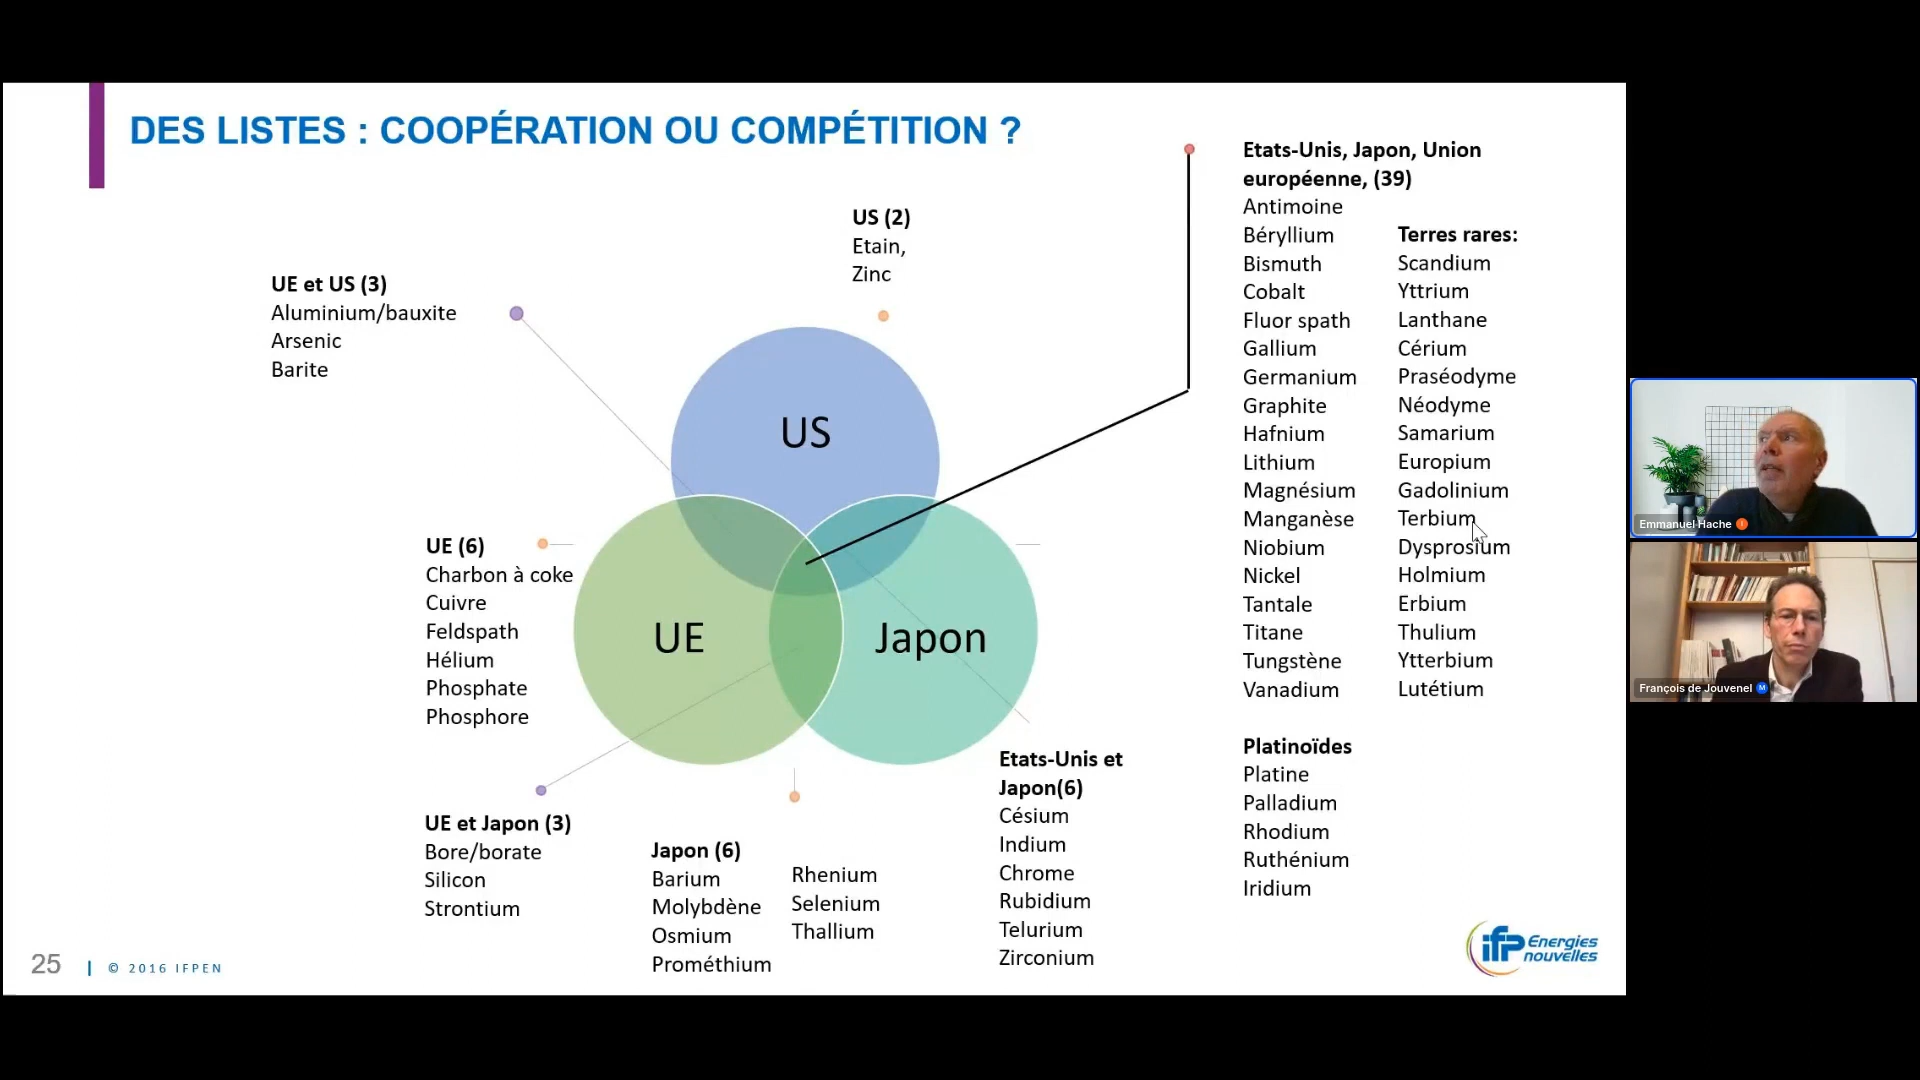 DES LISTES : COOPÉRATION OU COMPÉTITION ?
US (2)
Etain,
Zinc
UE et US (3)
Aluminium/bauxite
Arsenic
Barite
US
UE
Japon
UE (6)
Charbon à coke
Cuivre
Feldspath
Hélium
Phosphate
Phosphore
UE et Japon (3)
Bore/borate
Silicon
Strontium
Japon (6)
Barium
Molybdène
Osmium
Prométhium
Rhenium
Selenium
Thallium
Etats-Unis et
Japon(6)
Césium
Indium
Chrome
Rubidium
Telurium
Zirconium
Etats-Unis, Japon, Union
européenne, (39)
Antimoine
Béryllium
Bismuth
Cobalt
Fluor spath
Gallium
Germanium
Graphite
Hafnium
Lithium
Magnésium
Manganèse
Niobium
Nickel
Tantale
Titane
Tungstène
Vanadium
Terres rares:
Scandium
Yttrium
Lanthane
Cérium
Praséodyme
Néodyme
Samarium
Europium
Gadolinium
Terbium
Dysprosium
Holmium
Erbium
Thulium
Ytterbium
Lutétium
Platinoïdes
Platine
Palladium
Rhodium
Ruthénium
Iridium
25 | © 2016 IFPEN
ifp Energies
nouvelles
Emmanuel Hache
François de Jouvenel M